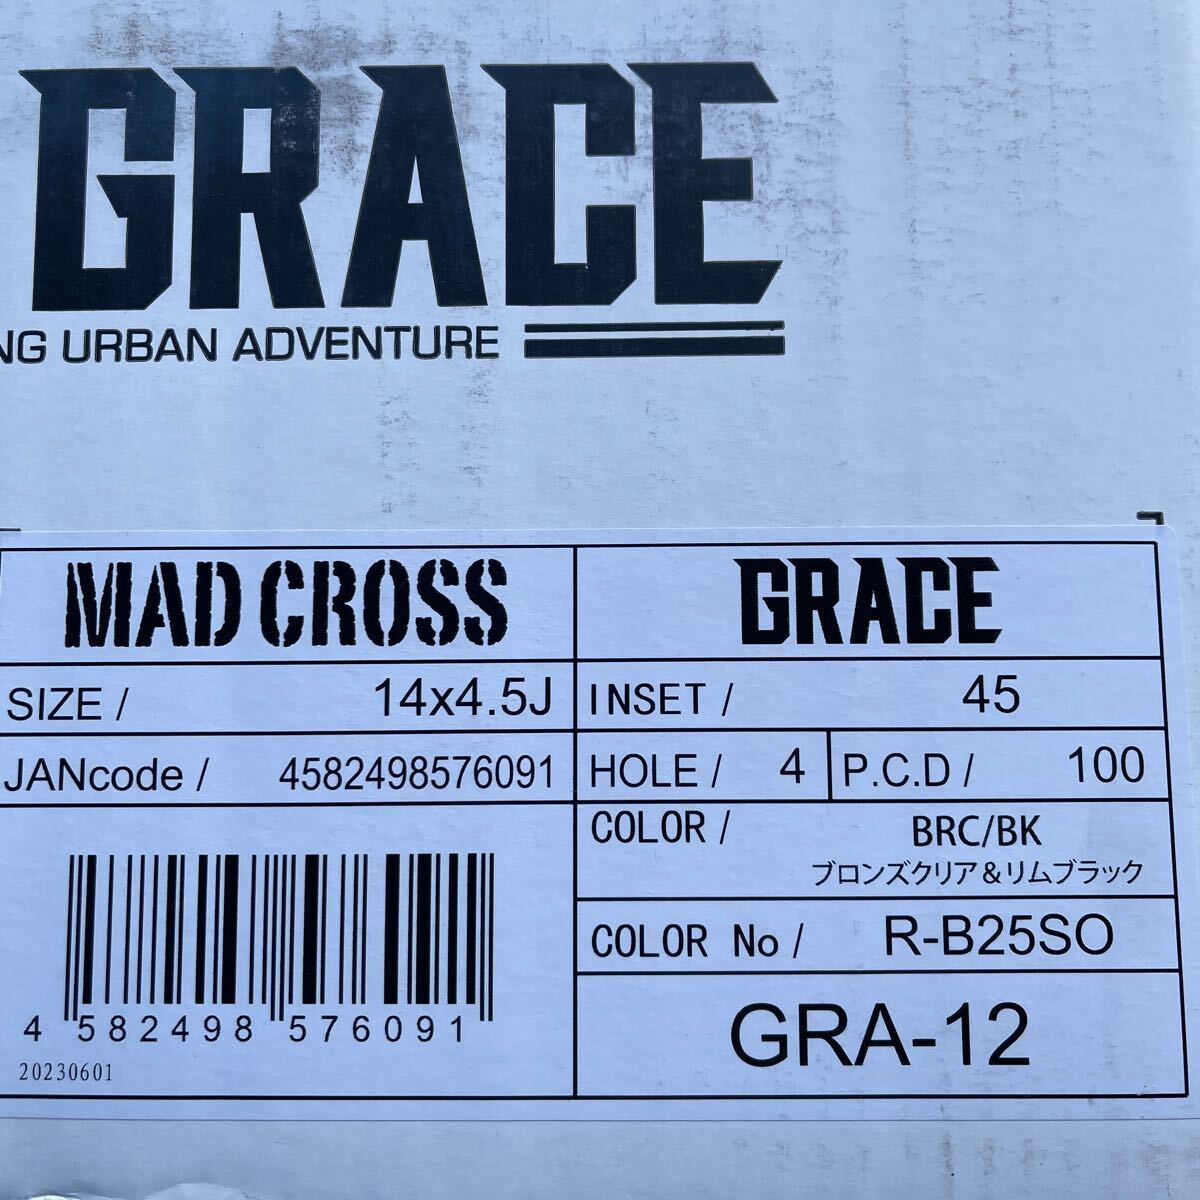 GRACE
NG URBAN ADVENTURE
MAD CROSS
GRACE
SIZE / 14x4.5J
INSET / 45
JANcode / 4582498576091
HOLE / 4
P.C.D / 100
COLOR / BRC/BK
ブロンズクリア&リムブラック
COLOR No / R-B25SO
4 582498 576091
20230601
GRA-12